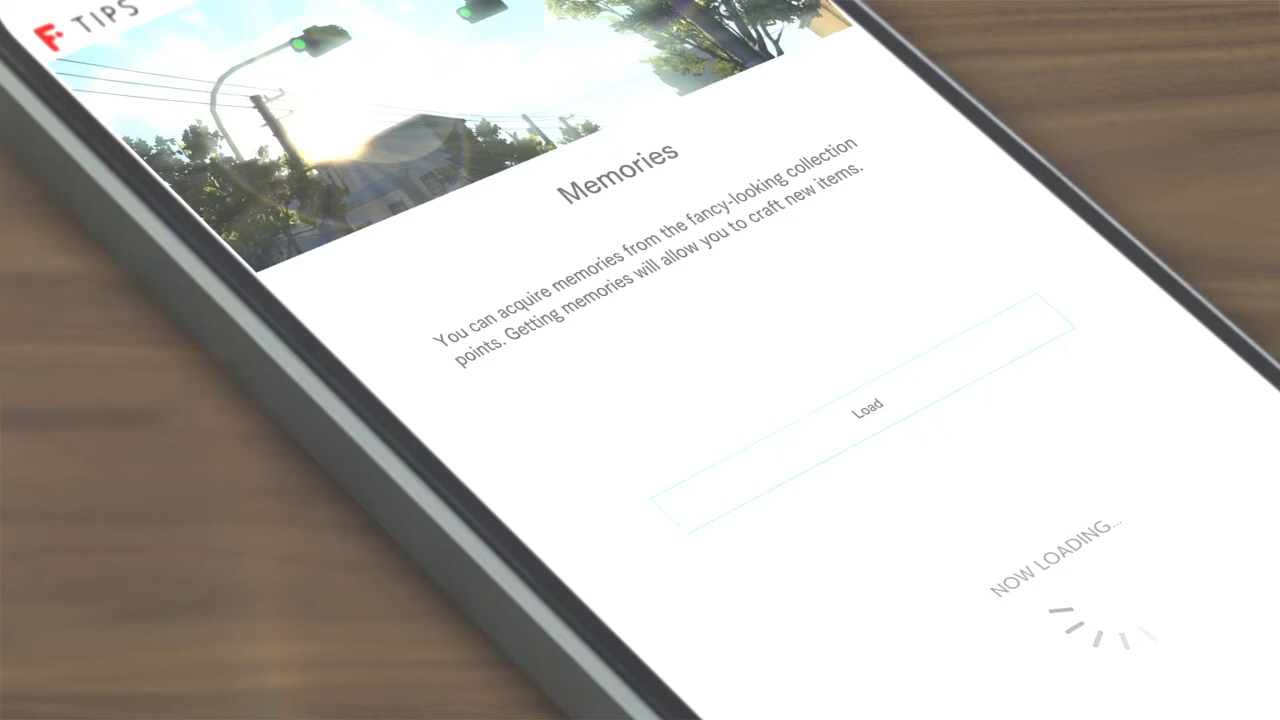 F TIPS
Memories
You can acquire memories from the fancy-looking collection
points. Getting memories will allow you to craft new items.
Load
NOW LOADING...